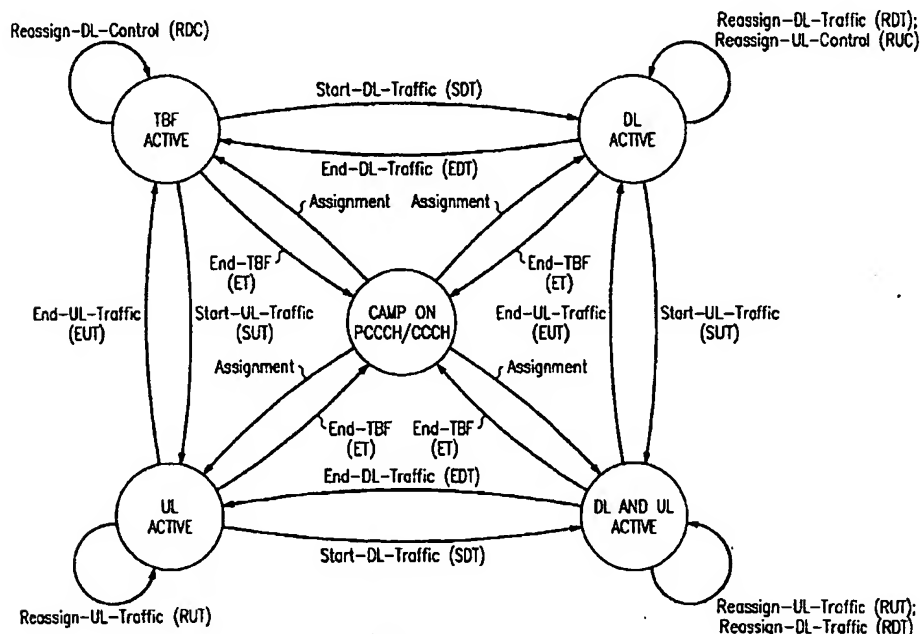 Reassign-DL-Control (RDC)
Reassign-DL-Traffic (RDT);
Reassign-UL-Control (RUC)
Start-DL-Traffic (SDT)
TBF
ACTIVE
DL
ACTIVE
End-DL-Traffic (EDT)
Assignment
Assignment
End-TBF
(ET)
End-TBF
(ET)
End-UL-Traffic
(EUT)
Start-UL-Traffic
(SUT)
CAMP ON
PCCCH/CCCH
End-UL-Traffic
(EUT)
Start-UL-Traffic
(SUT)
Assignment
Assignment
End-TBF
(ET)
End-TBF
(ET)
End-DL-Traffic (EDT)
UL
ACTIVE
DL AND UL
ACTIVE
Start-DL-Traffic (SDT)
Reassign-UL-Traffic (RUT)
Reassign-UL-Traffic (RUT);
Reassign-DL-Traffic (RDT)